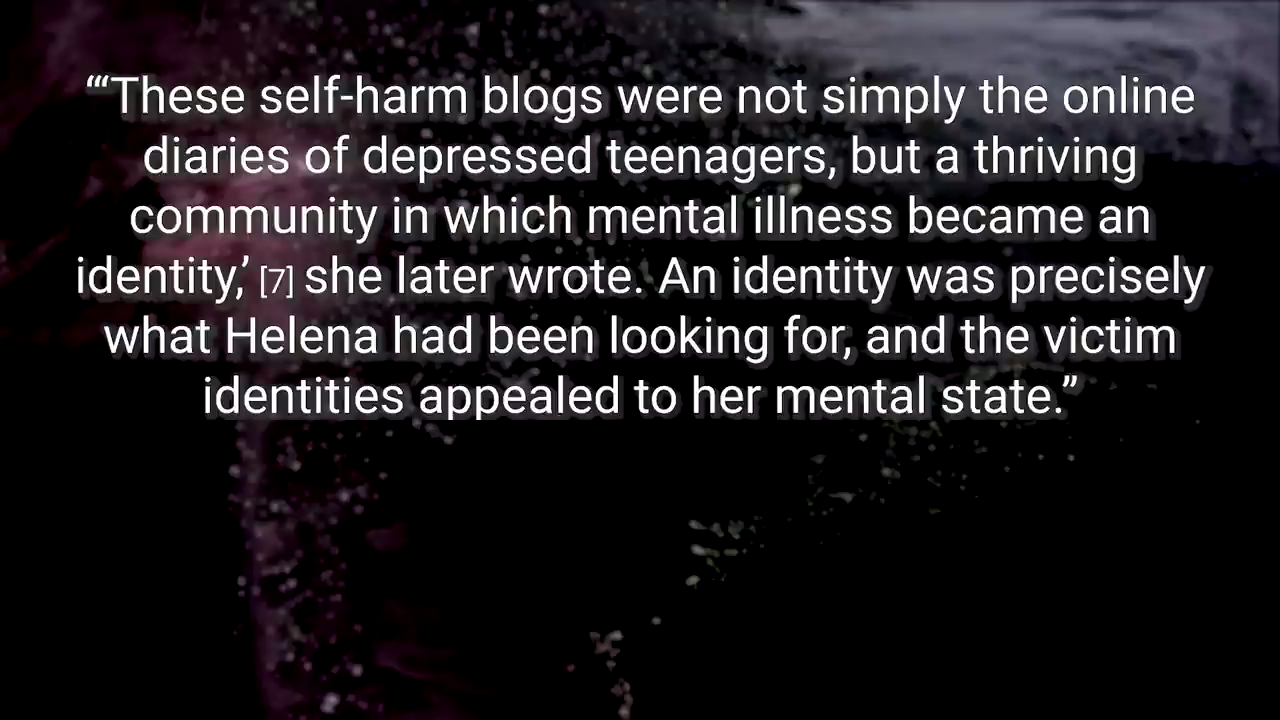 “‘These self-harm blogs were not simply the online
diaries of depressed teenagers, but a thriving
community in which mental illness became an
identity,’ [7] she later wrote. An identity was precisely
what Helena had been looking for, and the victim
identities appealed to her mental state.”